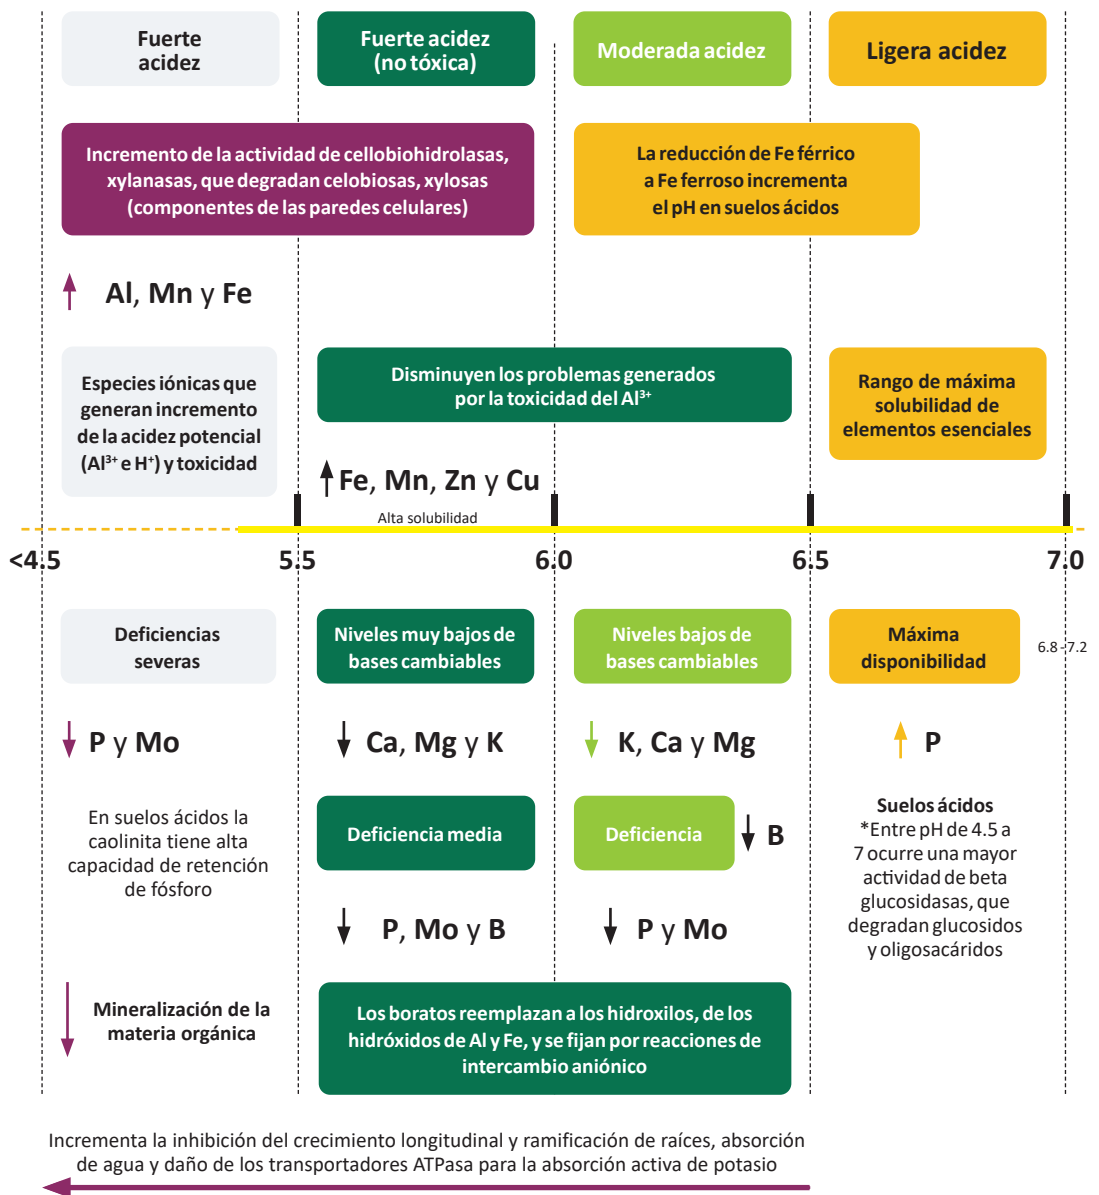 Fuerte
acidez
Fuerte acidez
(no tóxica)
Moderada acidez
Ligera acidez
Incremento de la actividad de cellobiohidrolasas,
xylanasas, que degradan celobiosas, xylosas
(componentes de las paredes celulares)
La reducción de Fe férrico
a Fe ferroso incrementa
el pH en suelos ácidos
Al, Mn y Fe
Especies iónicas que
generan incremento
de la acidez potencial
(Al³⁺ e H⁺) y toxicidad
Disminuyen los problemas generados
por la toxicidad del Al³⁺
Rango de máxima
solubilidad de
elementos esenciales
Fe, Mn, Zn y Cu
Alta solubilidad
<4.5
5.5
6.0
6.5
7.0
Deficiencias
severas
Niveles muy bajos de
bases cambiables
Niveles bajos de
bases cambiables
Máxima
disponibilidad
6.8 - 7.2
P y Mo
Ca, Mg y K
K, Ca y Mg
P
En suelos ácidos la
caolinita tiene alta
capacidad de retención
de fósforo
Deficiencia media
Deficiencia
B
Suelos ácidos
*Entre pH de 4.5 a
7 ocurre una mayor
actividad de beta
glucosidasas, que
degradan glucosidos
y oligosacáridos
P, Mo y B
P y Mo
Mineralización de la
materia orgánica
Los boratos reemplazan a los hidroxilos, de los
hidróxidos de Al y Fe, y se fijan por reacciones de
intercambio aniónico
Incrementa la inhibición del crecimiento longitudinal y ramificación de raíces, absorción
de agua y daño de los transportadores ATPasa para la absorción activa de potasio